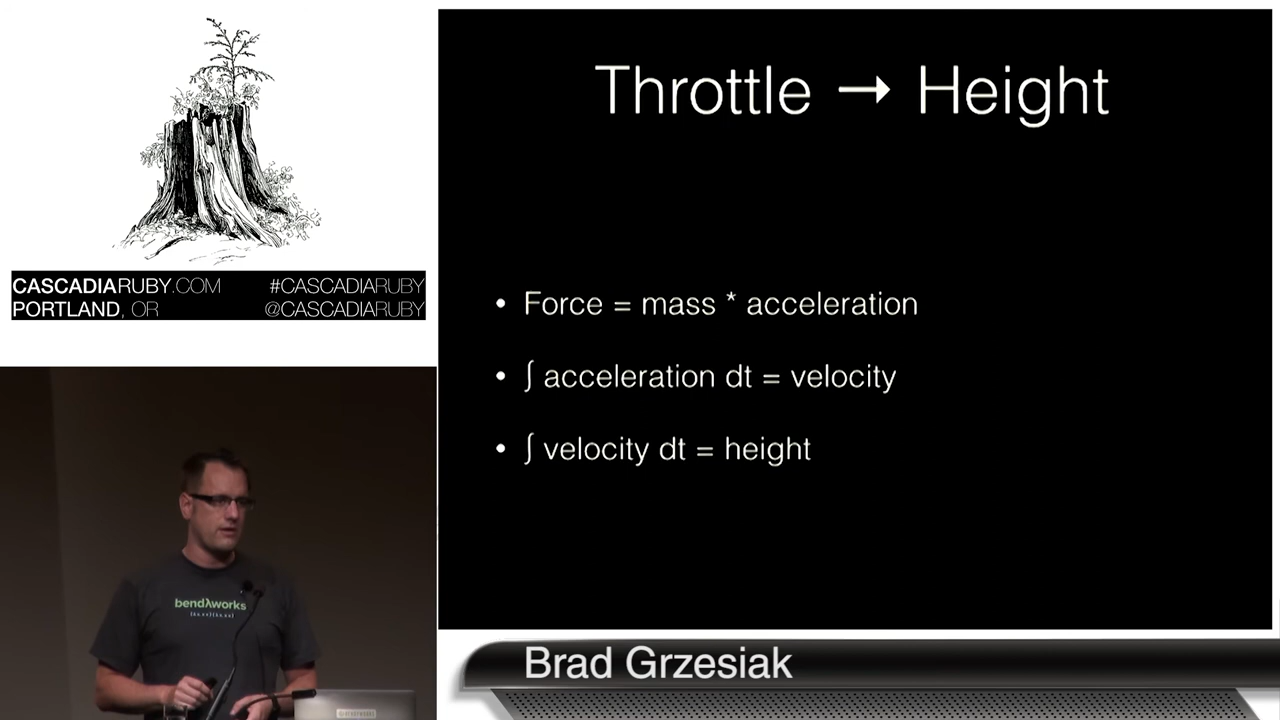 Throttle → Height
CASCADIARUBY.COM #CASCADIARUBY
PORTLAND, OR @CASCADIARUBY
• Force = mass * acceleration
• ∫ acceleration dt = velocity
• ∫ velocity dt = height
bendλworks
Brad Grzesiak